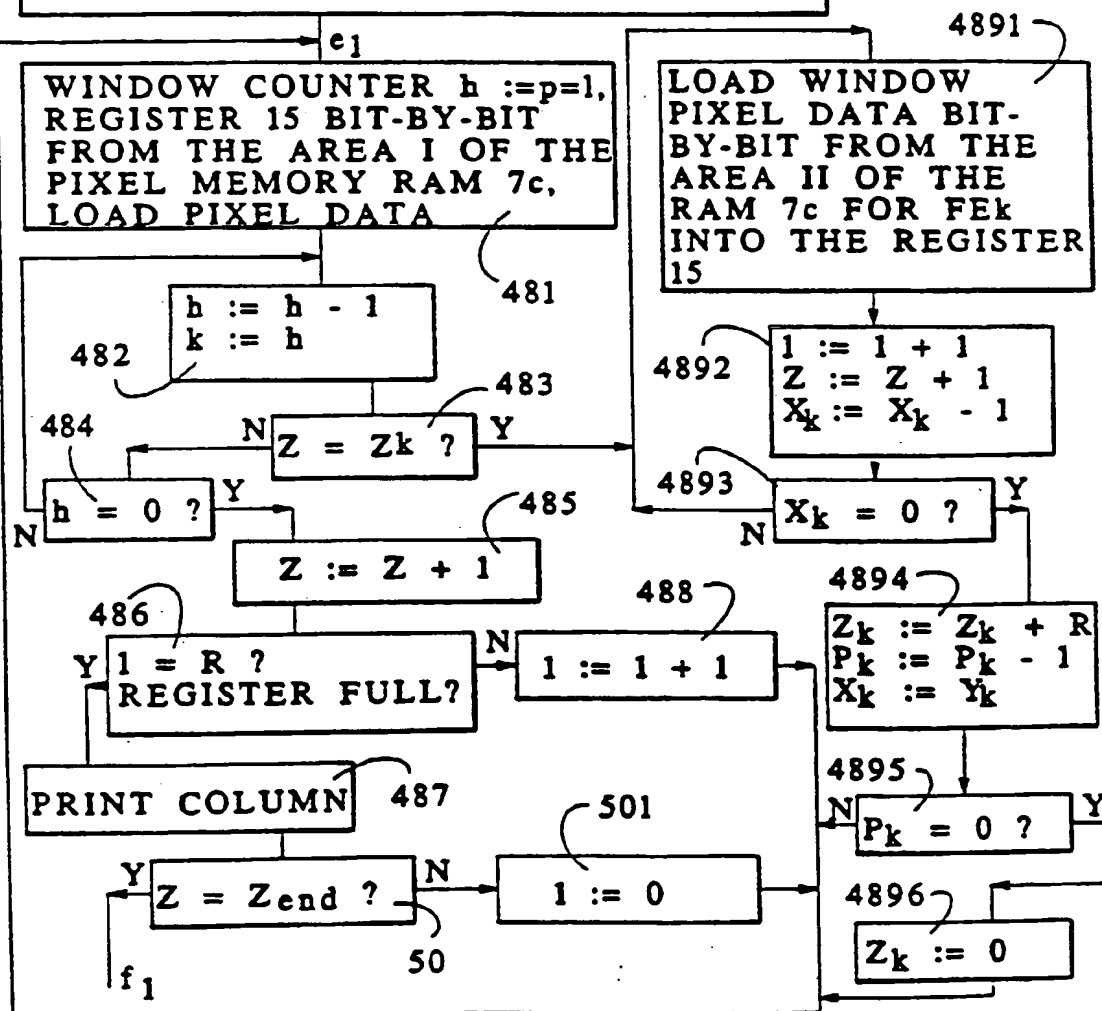 e1
WINDOW COUNTER h :=p=1,
REGISTER 15 BIT-BY-BIT
FROM THE AREA I OF THE
PIXEL MEMORY RAM 7c,
LOAD PIXEL DATA
481
h := h - 1
k := h
482
483
N Z = Zk ? Y
484
h = 0 ? Y
N
485
Z := Z + 1
486
Y 1 = R ? N
REGISTER FULL?
488
1 := 1 + 1
PRINT COLUMN 487
Y Z = Zend ? N
50
f1
501
1 := 0
4891
LOAD WINDOW
PIXEL DATA BIT-
BY-BIT FROM THE
AREA II OF THE
RAM 7c FOR FEk
INTO THE REGISTER
15
4892
1 := 1 + 1
Z := Z + 1
Xk := Xk - 1
4893
N Xk = 0 ? Y
4894
Zk := Zk + R
Pk := Pk - 1
Xk := Yk
4895
N Pk = 0 ? Y
4896
Zk := 0